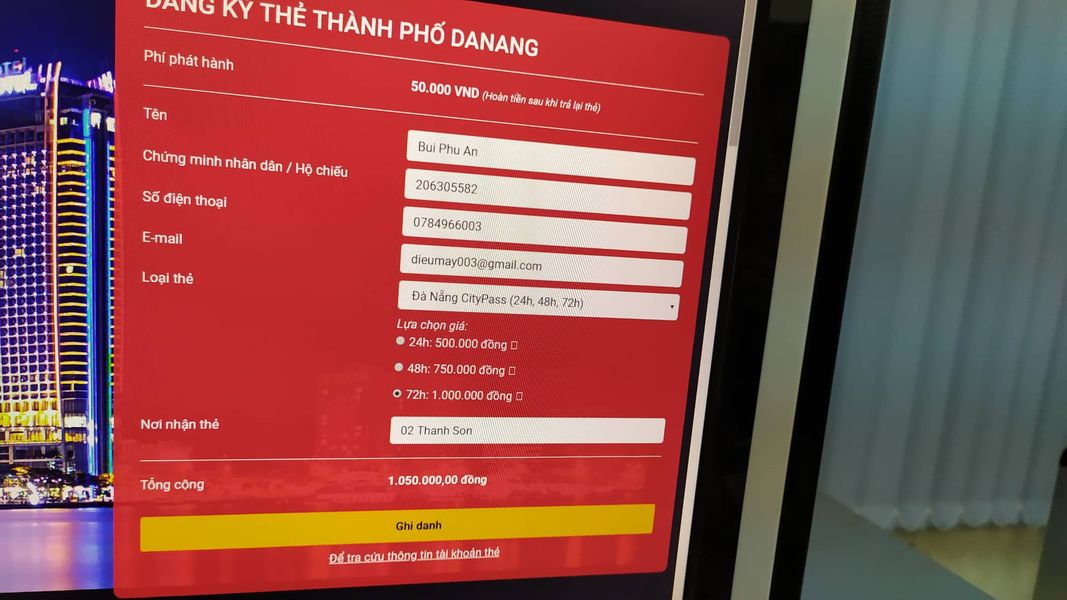 ĐĂNG KÝ THẺ THÀNH PHỐ DANANG
Phí phát hành
50.000 VND (Hoàn tiền sau khi trả lại thẻ)
Tên
Bui Phu An
Chứng minh nhân dân / Hộ chiếu
206305582
Số điện thoại
0784966003
E-mail
dieumay003@gmail.com
Loại thẻ
Đà Nẵng CityPass (24h, 48h, 72h)
Lựa chọn giá:
24h: 500.000 đồng
48h: 750.000 đồng
72h: 1.000.000 đồng
Nơi nhận thẻ
02 Thanh Son
Tổng cộng
1.050.000,00 đồng
Ghi danh
Để tra cứu thông tin tài khoản thẻ